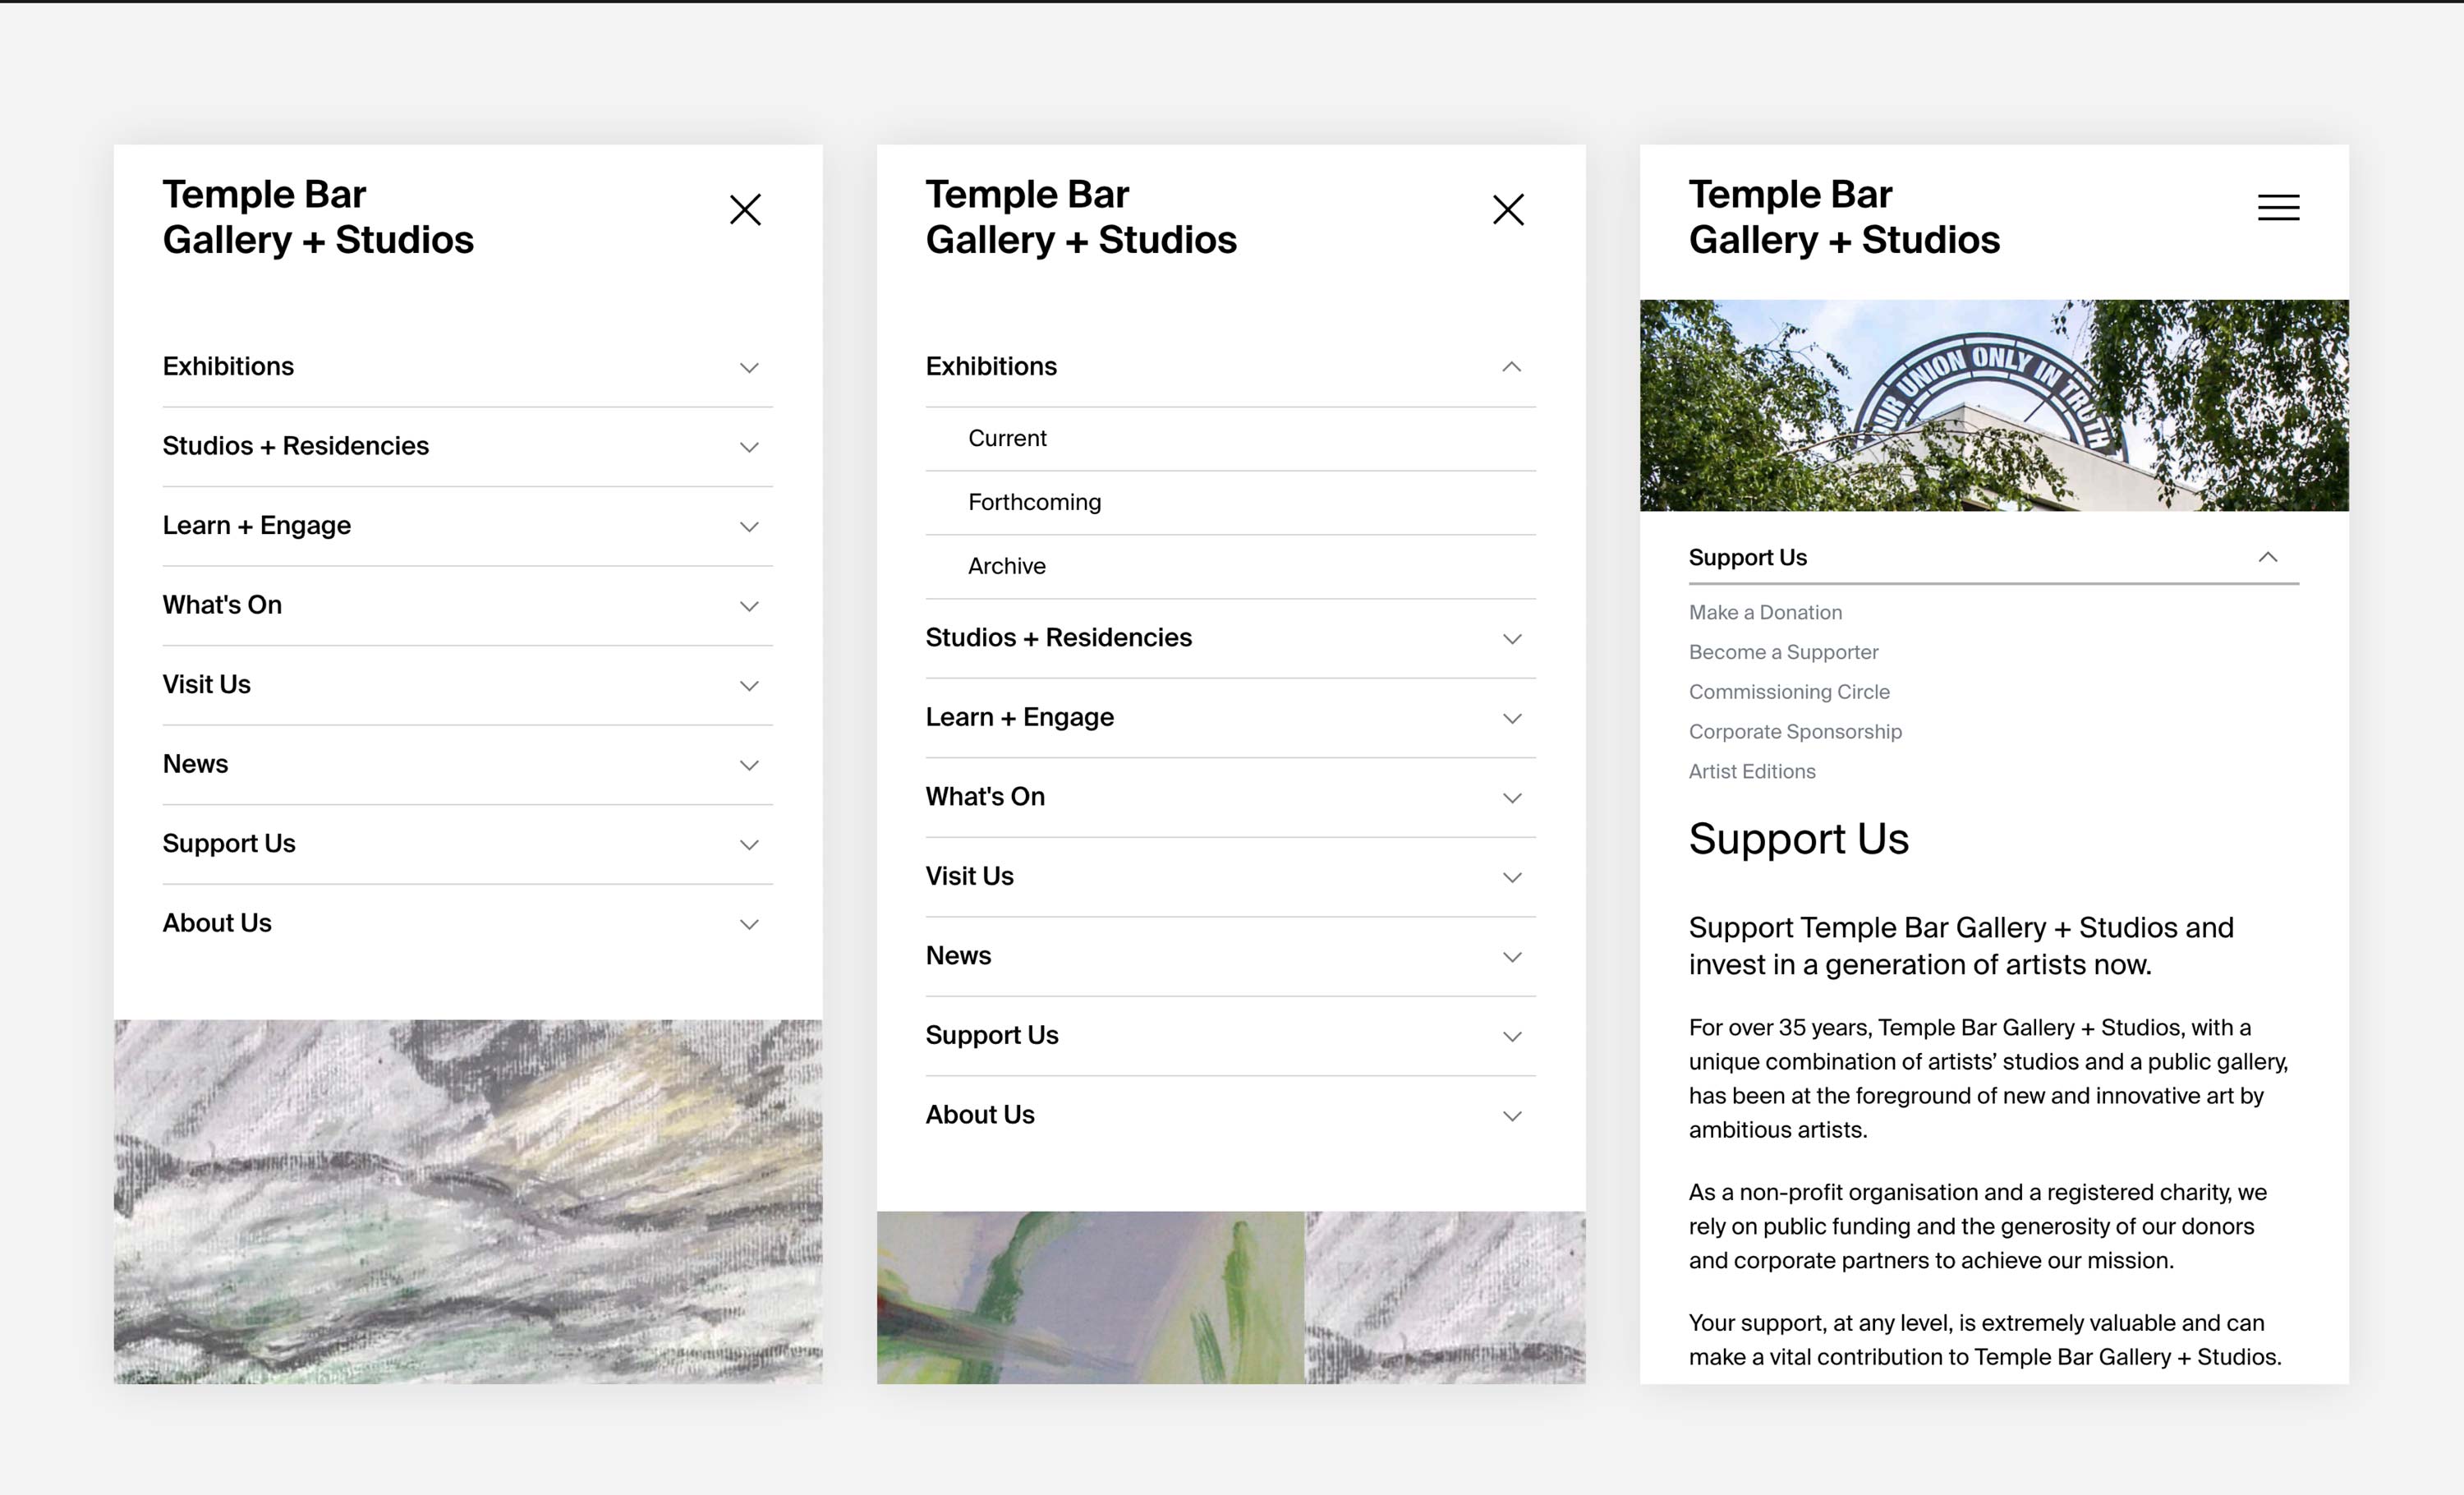 Temple Bar
Gallery + Studios
Exhibitions
Studios + Residencies
Learn + Engage
What's On
Visit Us
News
Support Us
About Us
Temple Bar
Gallery + Studios
Exhibitions
Current
Forthcoming
Archive
Studios + Residencies
Learn + Engage
What's On
Visit Us
News
Support Us
About Us
Temple Bar
Gallery + Studios
OUR UNION ONLY IN TRUTH
Support Us
Make a Donation
Become a Supporter
Commissioning Circle
Corporate Sponsorship
Artist Editions
Support Us
Support Temple Bar Gallery + Studios and
invest in a generation of artists now.
For over 35 years, Temple Bar Gallery + Studios, with a
unique combination of artists’ studios and a public gallery,
has been at the foreground of new and innovative art by
ambitious artists.
As a non-profit organisation and a registered charity, we
rely on public funding and the generosity of our donors
and corporate partners to achieve our mission.
Your support, at any level, is extremely valuable and can
make a vital contribution to Temple Bar Gallery + Studios.